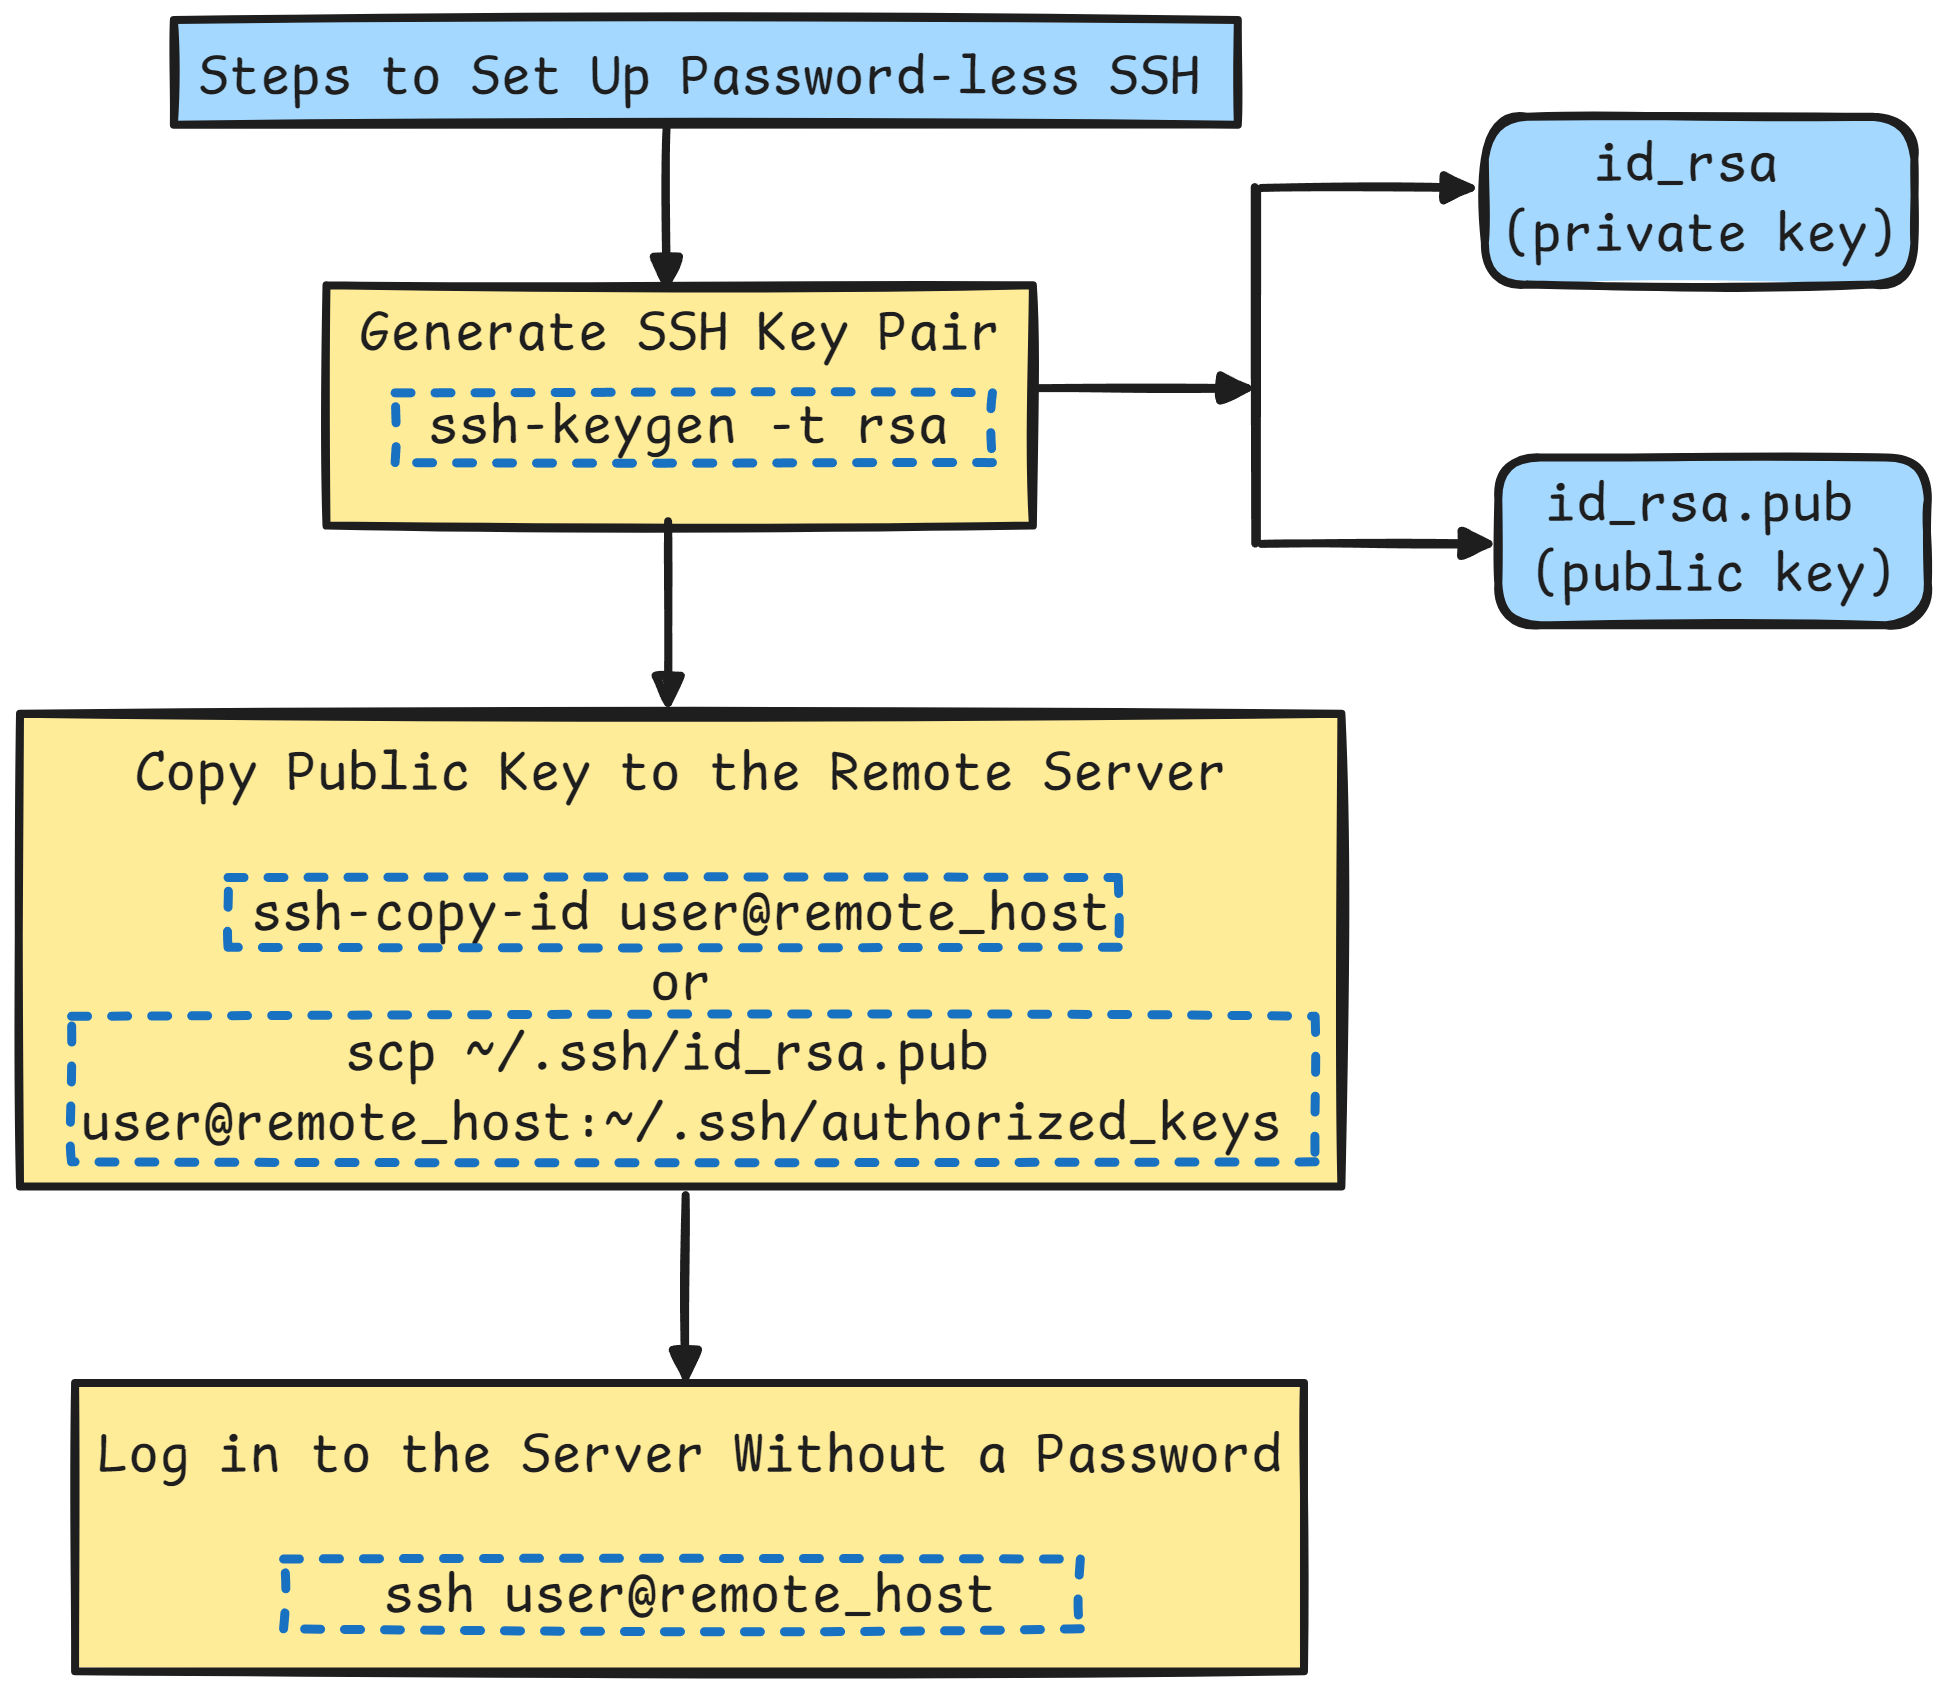 Steps to Set Up Password-less SSH
id_rsa
(private key)
Generate SSH Key Pair
ssh-keygen -t rsa
id_rsa.pub
(public key)
Copy Public Key to the Remote Server
ssh-copy-id user@remote_host
or
scp ~/.ssh/id_rsa.pub
user@remote_host:~/.ssh/authorized_keys
Log in to the Server Without a Password
ssh user@remote_host